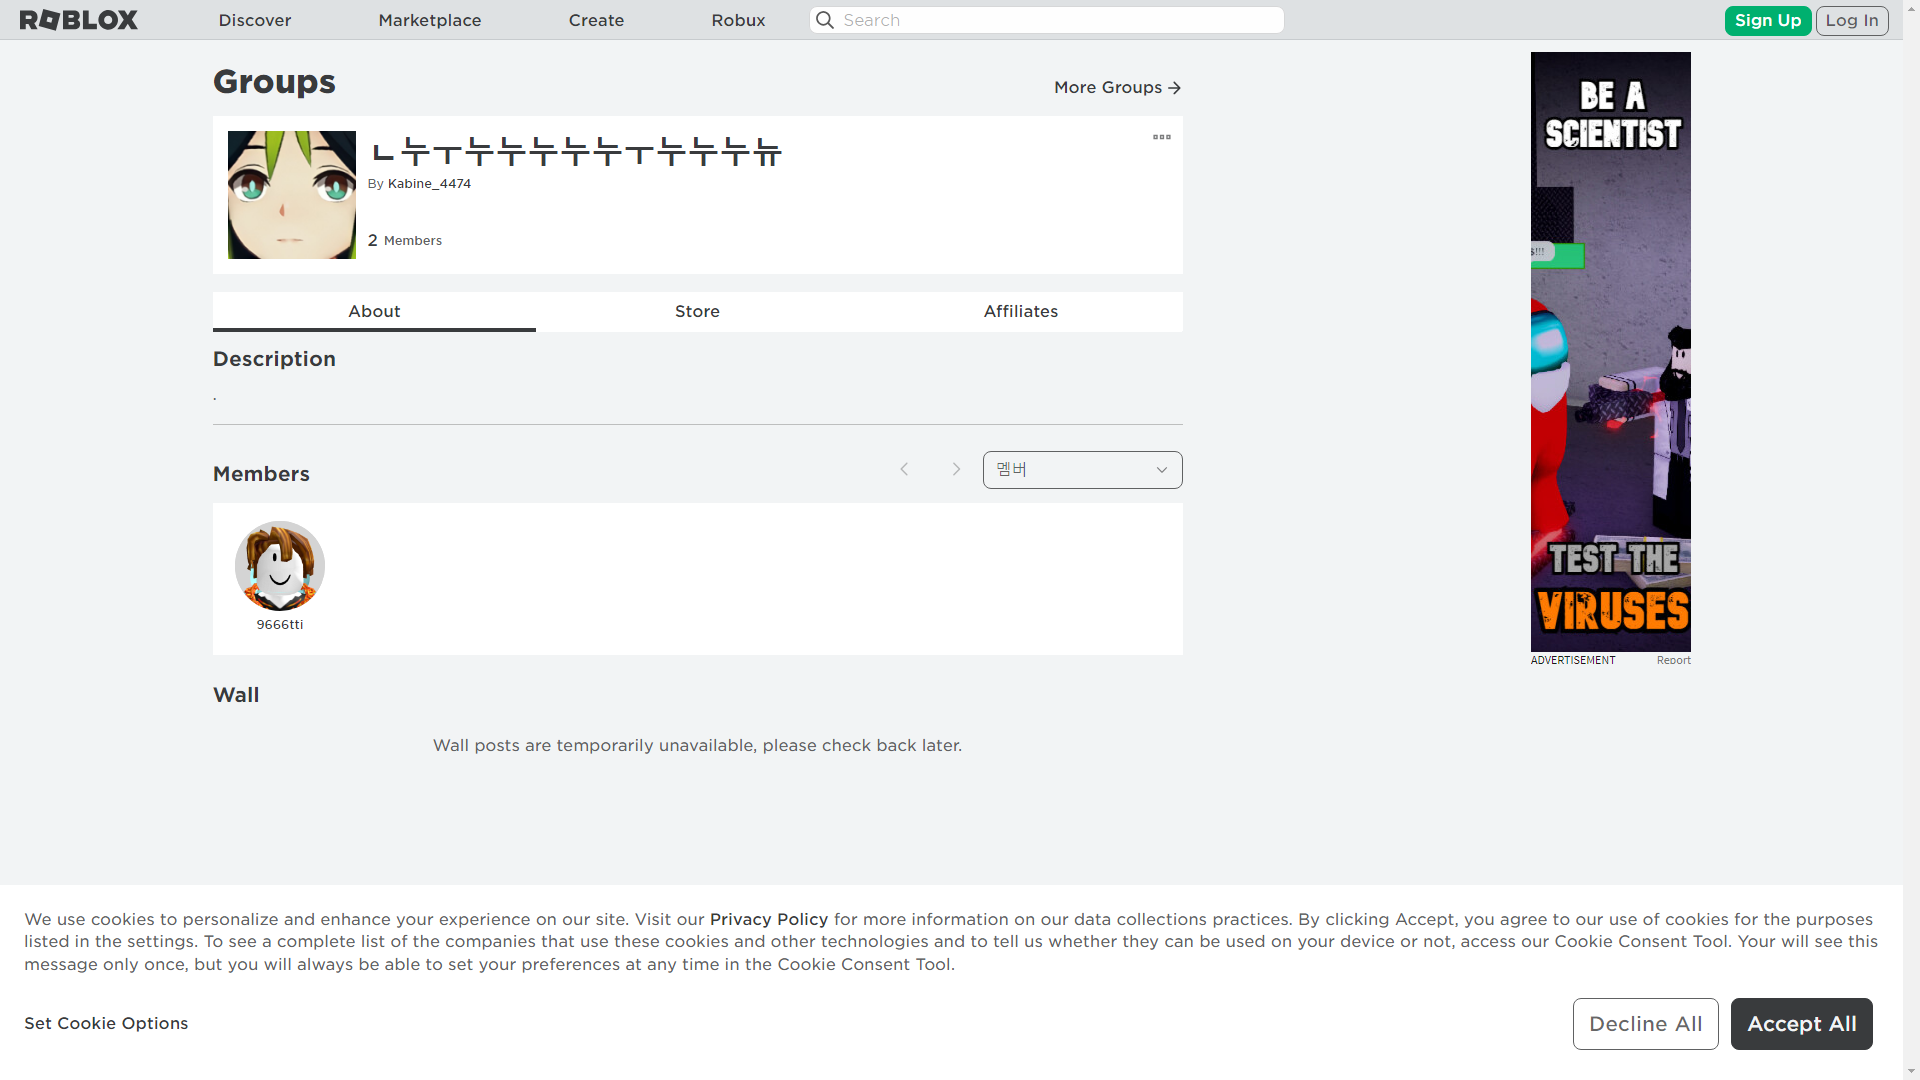 ROBLOX
Discover
Marketplace
Create
Robux
Search
Sign Up
Log In
Groups
More Groups
ㄴ누ㅜ누누누누누ㅜ누누누뉴
By Kabine_4474
2 Members
About
Store
Affiliates
Description
.
Members
멤버
9666tti
Wall
Wall posts are temporarily unavailable, please check back later.
BE A
SCIENTIST
TEST THE
VIRUSES
ADVERTISEMENT
Report
We use cookies to personalize and enhance your experience on our site. Visit our Privacy Policy for more information on our data collections practices. By clicking Accept, you agree to our use of cookies for the purposes
listed in the settings. To see a complete list of the companies that use these cookies and other technologies and to tell us whether they can be used on your device or not, access our Cookie Consent Tool. Your will see this
message only once, but you will always be able to set your preferences at any time in the Cookie Consent Tool.
Set Cookie Options
Decline All
Accept All